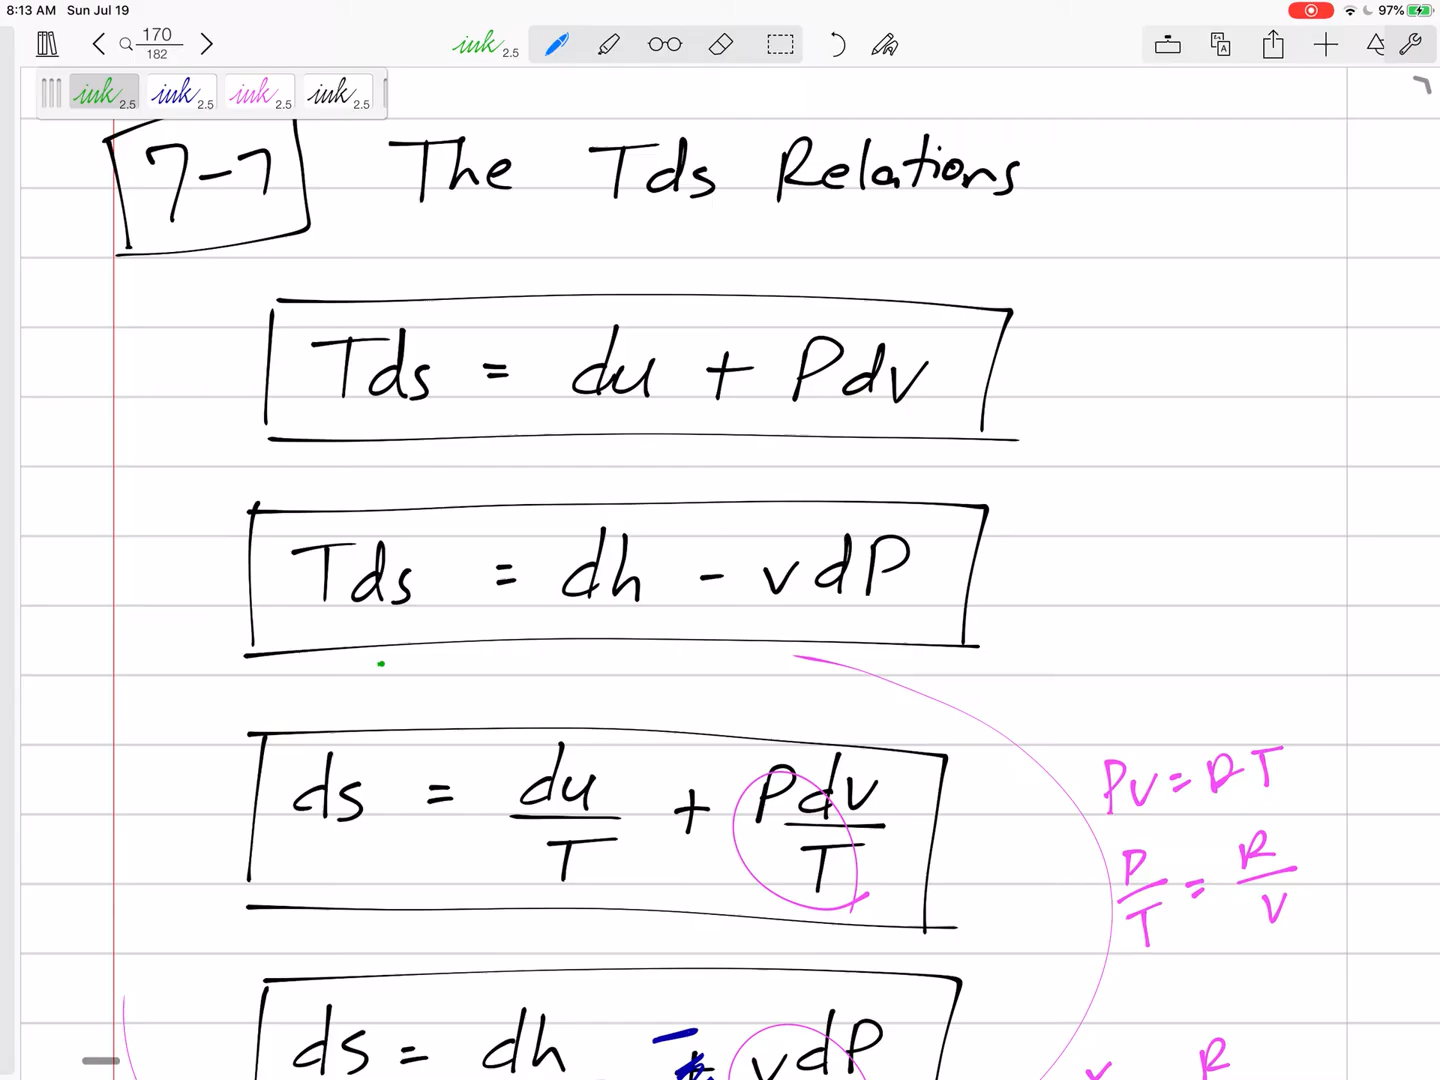 8:13 AM Sun Jul 19
97%
170
182
ink 2.5
ink 2.5 ink 2.5 ink 2.5 ink 2.5
7-7 The Tds Relations
Tds = du + Pdv
Tds = dh - vdP
ds = du/T + Pdv/T
PV = RT
P/T = R/V
ds = dh - vdP
R